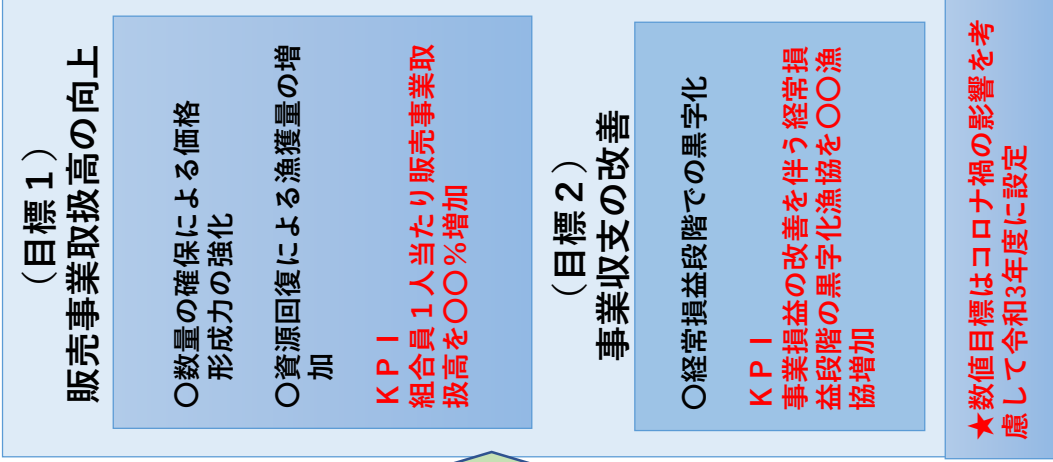 （目標１）
販売事業取扱高の向上
〇数量の確保による価格
形成力の強化
〇資源回復による漁獲量の増
加
ＫＰＩ
組合員１人当たり販売事業取
扱高を〇〇％増加
（目標２）
事業収支の改善
〇経常損益段階での黒字化
ＫＰＩ
事業損益の改善を伴う経常損
益段階の黒字化漁協を〇〇漁
協増加
★数値目標はコロナ禍の影響を考
慮して令和3年度に設定